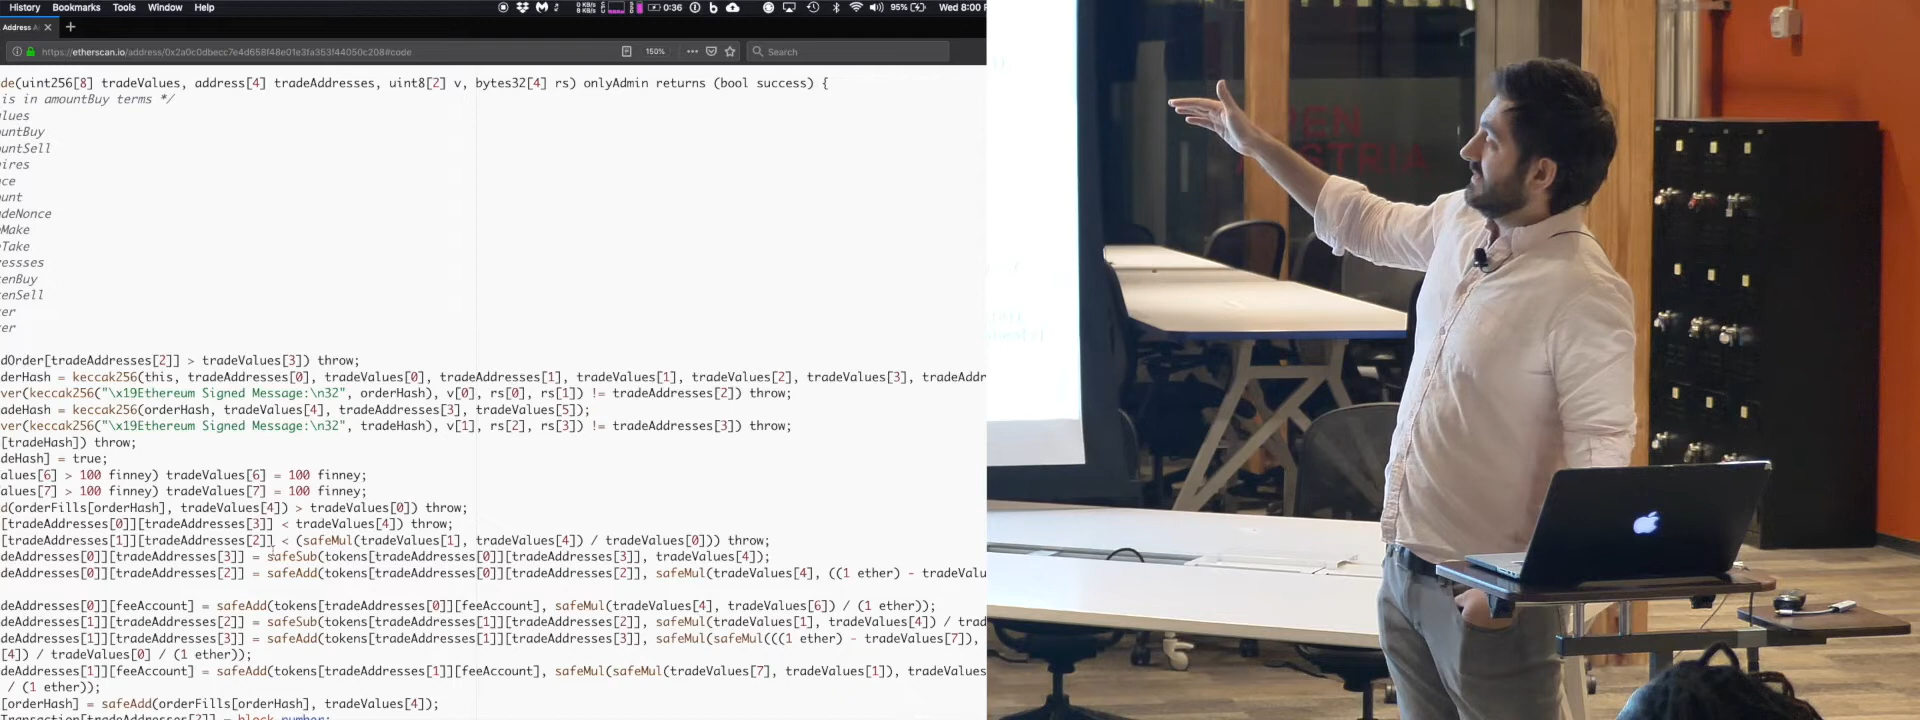 History Bookmarks Tools Window Help 0:36 95% Wed 8:00
Address
https://etherscan.io/address/0x2a0c0dbecc7e4d658f48e01e3fa353f44050c208#code 150% Search
de(uint256[8] tradeValues, address[4] tradeAddresses, uint8[2] v, bytes32[4] rs) onlyAdmin returns (bool success) {
is in amountBuy terms */
lues
untBuy
untSell
ires
ce
unt
deNonce
Make
Take
essses
enBuy
enSell
er
er
dOrder[tradeAddresses[2]] > tradeValues[3]) throw;
derHash = keccak256(this, tradeAddresses[0], tradeValues[0], tradeAddresses[1], tradeValues[1], tradeValues[2], tradeValues[3], tradeAddr
ver(keccak256("\x19Ethereum Signed Message:\n32", orderHash), v[0], rs[0], rs[1]) != tradeAddresses[2]) throw;
adeHash = keccak256(orderHash, tradeValues[4], tradeAddresses[3], tradeValues[5]);
ver(keccak256("\x19Ethereum Signed Message:\n32", tradeHash), v[1], rs[2], rs[3]) != tradeAddresses[3]) throw;
[tradeHash]) throw;
deHash] = true;
alues[6] > 100 finney) tradeValues[6] = 100 finney;
alues[7] > 100 finney) tradeValues[7] = 100 finney;
d(orderFills[orderHash], tradeValues[4]) > tradeValues[0]) throw;
[tradeAddresses[0]][tradeAddresses[3]] < tradeValues[4]) throw;
[tradeAddresses[1]][tradeAddresses[2]] < (safeMul(tradeValues[1], tradeValues[4]) / tradeValues[0])) throw;
deAddresses[0]][tradeAddresses[3]] = safeSub(tokens[tradeAddresses[0]][tradeAddresses[3]], tradeValues[4]);
deAddresses[0]][tradeAddresses[2]] = safeAdd(tokens[tradeAddresses[0]][tradeAddresses[2]], safeMul(tradeValues[4], ((1 ether) - tradeValu
deAddresses[0]][feeAccount] = safeAdd(tokens[tradeAddresses[0]][feeAccount], safeMul(tradeValues[4], tradeValues[6]) / (1 ether));
deAddresses[1]][tradeAddresses[2]] = safeSub(tokens[tradeAddresses[1]][tradeAddresses[2]], safeMul(tradeValues[1], tradeValues[4]) / trad
deAddresses[1]][tradeAddresses[3]] = safeAdd(tokens[tradeAddresses[1]][tradeAddresses[3]], safeMul(safeMul(((1 ether) - tradeValues[7]),
[4]) / tradeValues[0] / (1 ether));
deAddresses[1]][feeAccount] = safeAdd(tokens[tradeAddresses[1]][feeAccount], safeMul(safeMul(tradeValues[7], tradeValues[1]), tradeValues
/ (1 ether));
[orderHash] = safeAdd(orderFills[orderHash], tradeValues[4]);
Transaction[tradeAddresses[2]] = block.number;
PEN
STRIA